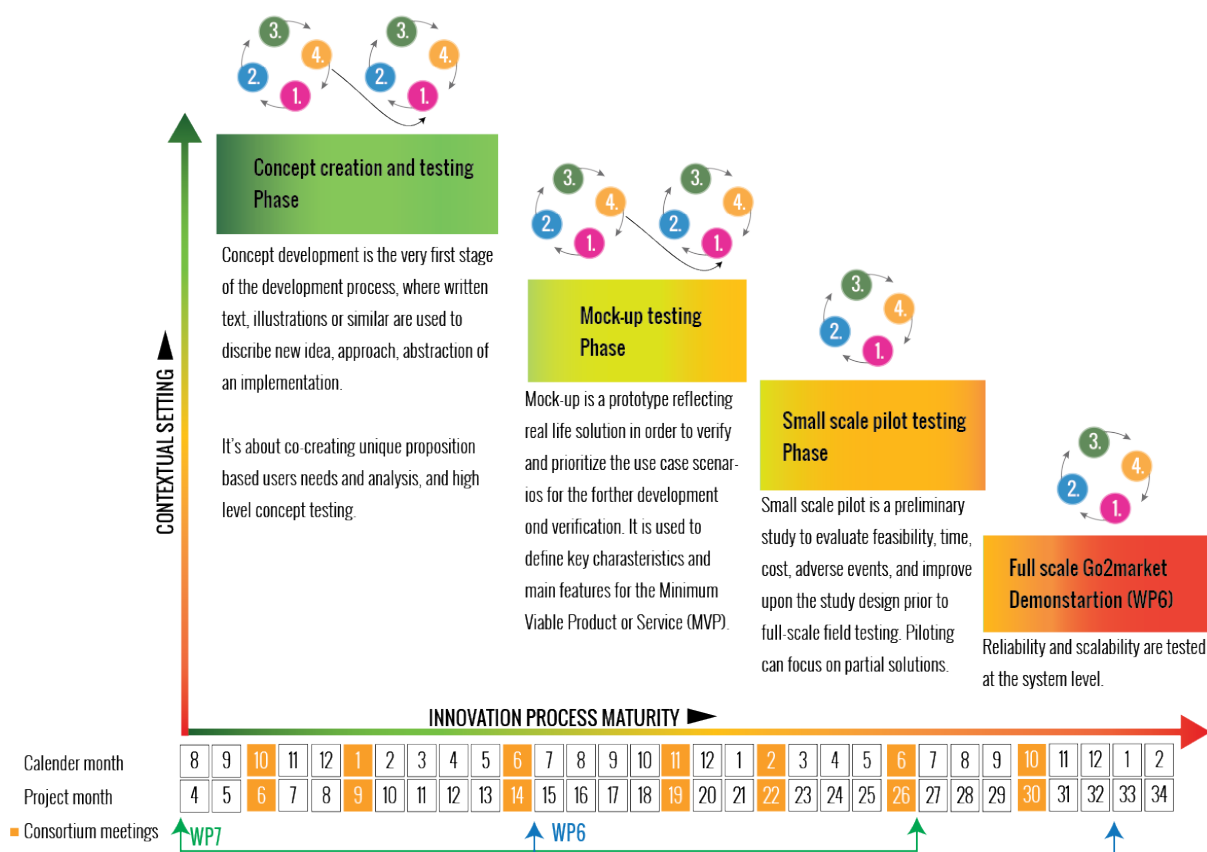 3.
4.
2.
1.
3.
4.
2.
1.
Concept creation and testing
Phase
Concept development is the very first stage
of the development process, where written
text, illustrations or similar are used to
discribe new idea, approach, abstraction of
an implementation.
It's about co-creating unique proposition
based users needs and analysis, and high
level concept testing.
3.
4.
2.
1.
3.
4.
2.
1.
Mock-up testing
Phase
Mock-up is a prototype reflecting
real life solution in order to verify
and prioritize the use case scenar-
ios for the forther development
ond verification. It is used to
define key charasteristics and
main features for the Minimum
Viable Product or Service (MVP).
3.
4.
2.
1.
Small scale pilot testing
Phase
Small scale pilot is a preliminary
study to evaluate feasibility, time,
cost, adverse events, and improve
upon the study design prior to
full-scale field testing. Piloting
can focus on partial solutions.
3.
4.
2.
1.
Full scale Go2market
Demonstartion (WP6)
Reliability and scalability are tested
at the system level.
CONTEXTUAL SETTING
INNOVATION PROCESS MATURITY
Calender month 8 9 10 11 12 1 2 3 4 5 6 7 8 9 10 11 12 1 2 3 4 5 6 7 8 9 10 11 12 1 2
Project month 4 5 6 7 8 9 10 11 12 13 14 15 16 17 18 19 20 21 22 23 24 25 26 27 28 29 30 31 32 33 34
Consortium meetings
WP7
WP6